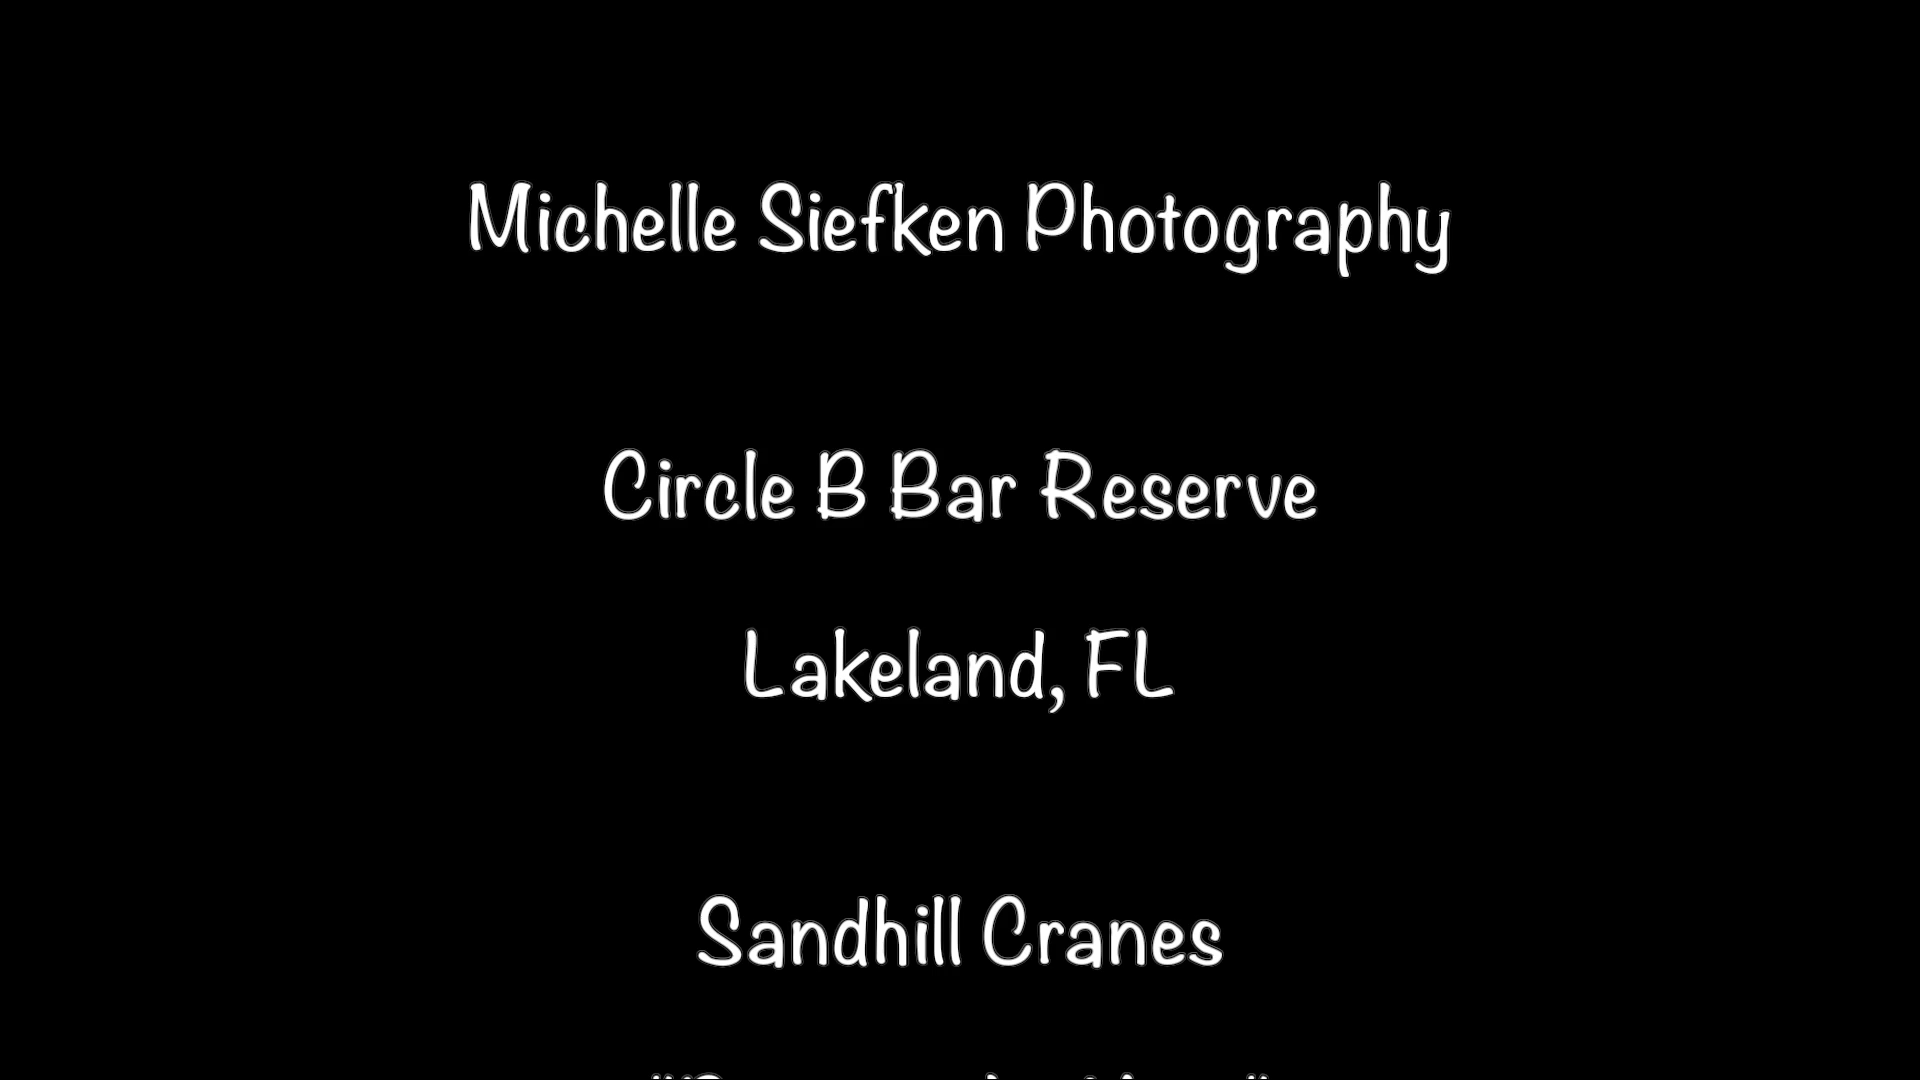 Michelle Siefken Photography
Circle B Bar Reserve
Lakeland, FL
Sandhill Cranes